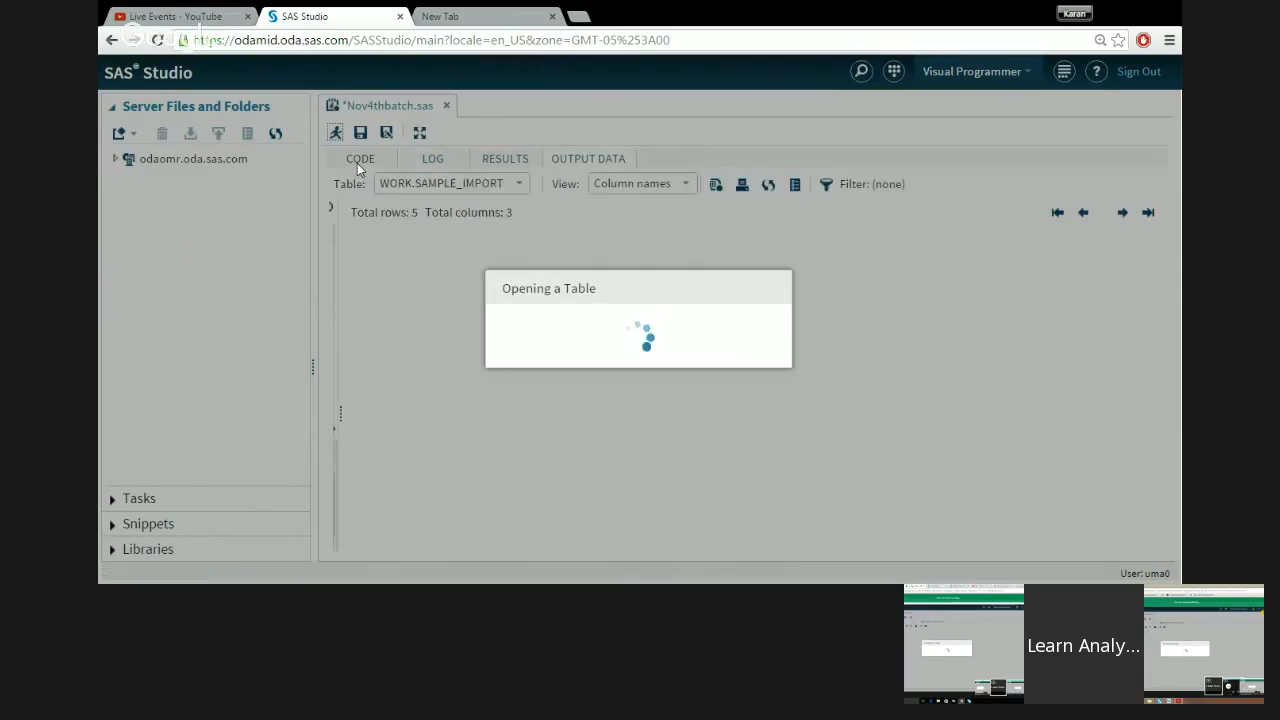 Live Events - YouTube
SAS Studio
New Tab
Karan
https://odamid.oda.sas.com/SASStudio/main?locale=en_US&zone=GMT-05%253A00
SAS® Studio
Visual Programmer
Sign Out
Server Files and Folders
*Nov4thbatch.sas
odaomr.oda.sas.com
CODE LOG RESULTS OUTPUT DATA
Table: WORK.SAMPLE_IMPORT View: Column names Filter: (none)
Total rows: 5 Total columns: 3
Opening a Table
Tasks
Snippets
Libraries
User: uma0
Learn Analy...